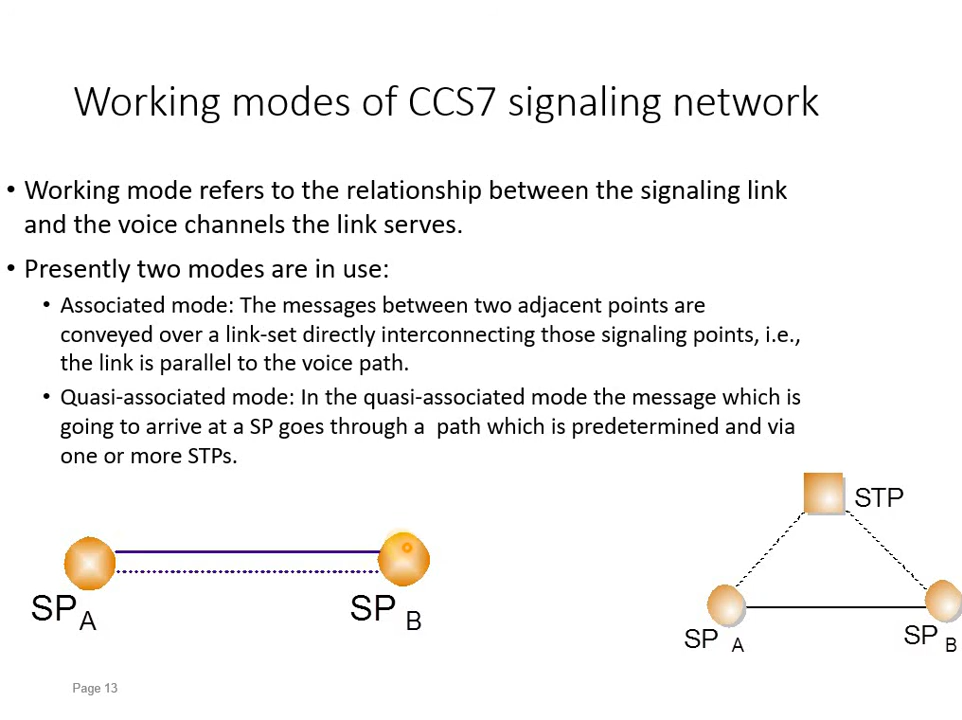 Working modes of CCS7 signaling network
• Working mode refers to the relationship between the signaling link
and the voice channels the link serves.
• Presently two modes are in use:
• Associated mode: The messages between two adjacent points are
conveyed over a link-set directly interconnecting those signaling points, i.e.,
the link is parallel to the voice path.
• Quasi-associated mode: In the quasi-associated mode the message which is
going to arrive at a SP goes through a path which is predetermined and via
one or more STPs.
STP
SP A
SP B
SP A
SP B
Page 13